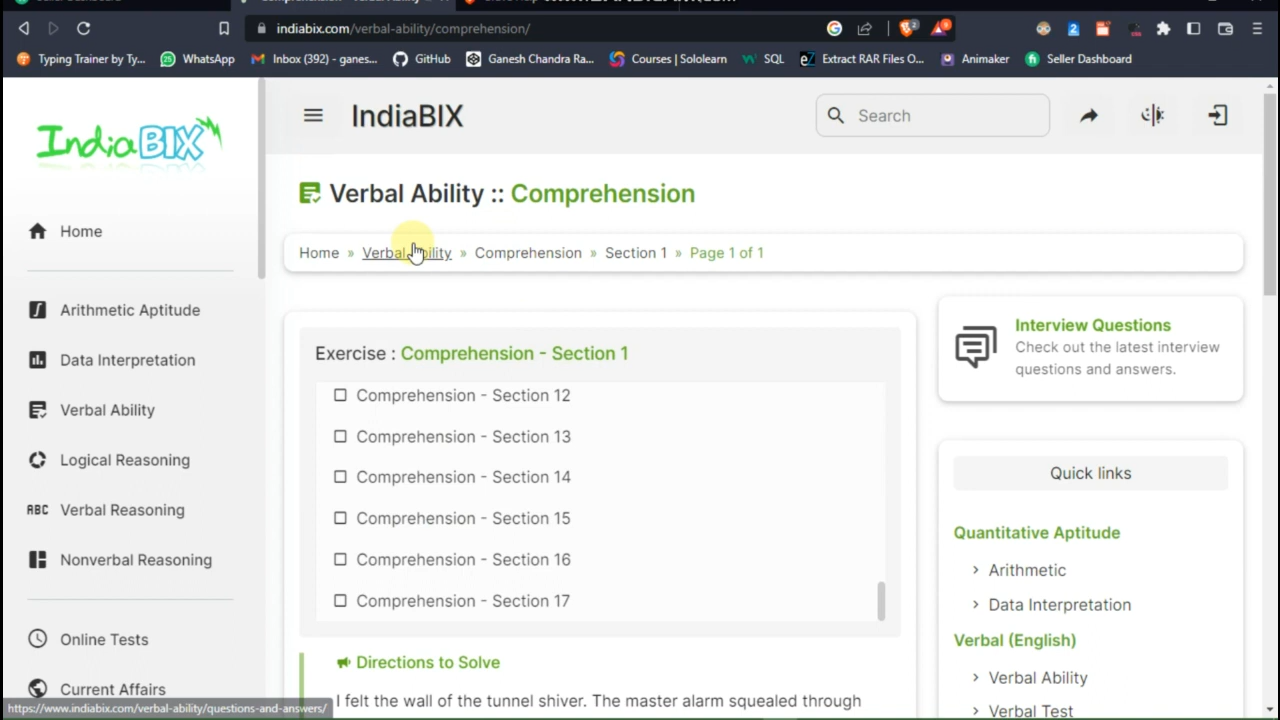 indiabix.com/verbal-ability/comprehension/
2
Typing Trainer by Ty...
WhatsApp
Inbox (392) - ganes...
GitHub
Ganesh Chandra Ra...
Courses | Sololearn
SQL
Extract RAR Files O...
Animaker
Seller Dashboard
IndiaBIX
IndiaBIX
Search
Verbal Ability :: Comprehension
Home » Verbal Ability » Comprehension » Section 1 » Page 1 of 1
Home
Arithmetic Aptitude
Data Interpretation
Verbal Ability
Logical Reasoning
ABC Verbal Reasoning
Nonverbal Reasoning
Online Tests
Current Affairs
Exercise : Comprehension - Section 1
Comprehension - Section 12
Comprehension - Section 13
Comprehension - Section 14
Comprehension - Section 15
Comprehension - Section 16
Comprehension - Section 17
Directions to Solve
I felt the wall of the tunnel shiver. The master alarm squealed through
Interview Questions
Check out the latest interview
questions and answers.
Quick links
Quantitative Aptitude
Arithmetic
Data Interpretation
Verbal (English)
Verbal Ability
Verbal Test
https://www.indiabix.com/verbal-ability/questions-and-answers/